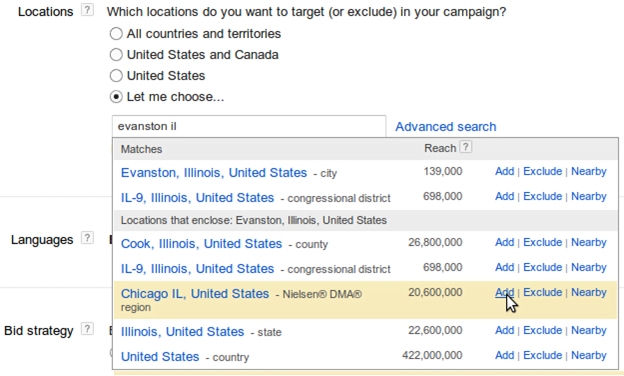 Locations ? Which locations do you want to target (or exclude) in your campaign?
All countries and territories
United States and Canada
United States
Let me choose...
evanston il Advanced search
Matches Reach ?
Evanston, Illinois, United States - city 139,000 Add | Exclude | Nearby
IL-9, Illinois, United States - congressional district 698,000 Add | Exclude | Nearby
Locations that enclose: Evanston, Illinois, United States
Languages ?
Cook, Illinois, United States - county 26,800,000 Add | Exclude | Nearby
IL-9, Illinois, United States - congressional district 698,000 Add | Exclude | Nearby
Chicago IL, United States - Nielsen® DMA® 20,600,000 Add | Exclude | Nearby
region
Bid strategy ?
Illinois, United States - state 22,600,000 Add | Exclude | Nearby
United States - country 422,000,000 Add | Exclude | Nearby